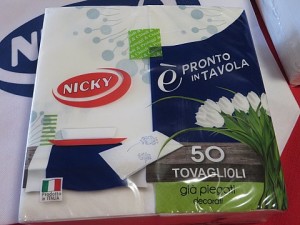 NICKY
è PRONTO
IN TAVOLA
50
TOVAGLIOLI
già piegati
decorati
Prodotto
in ITALIA